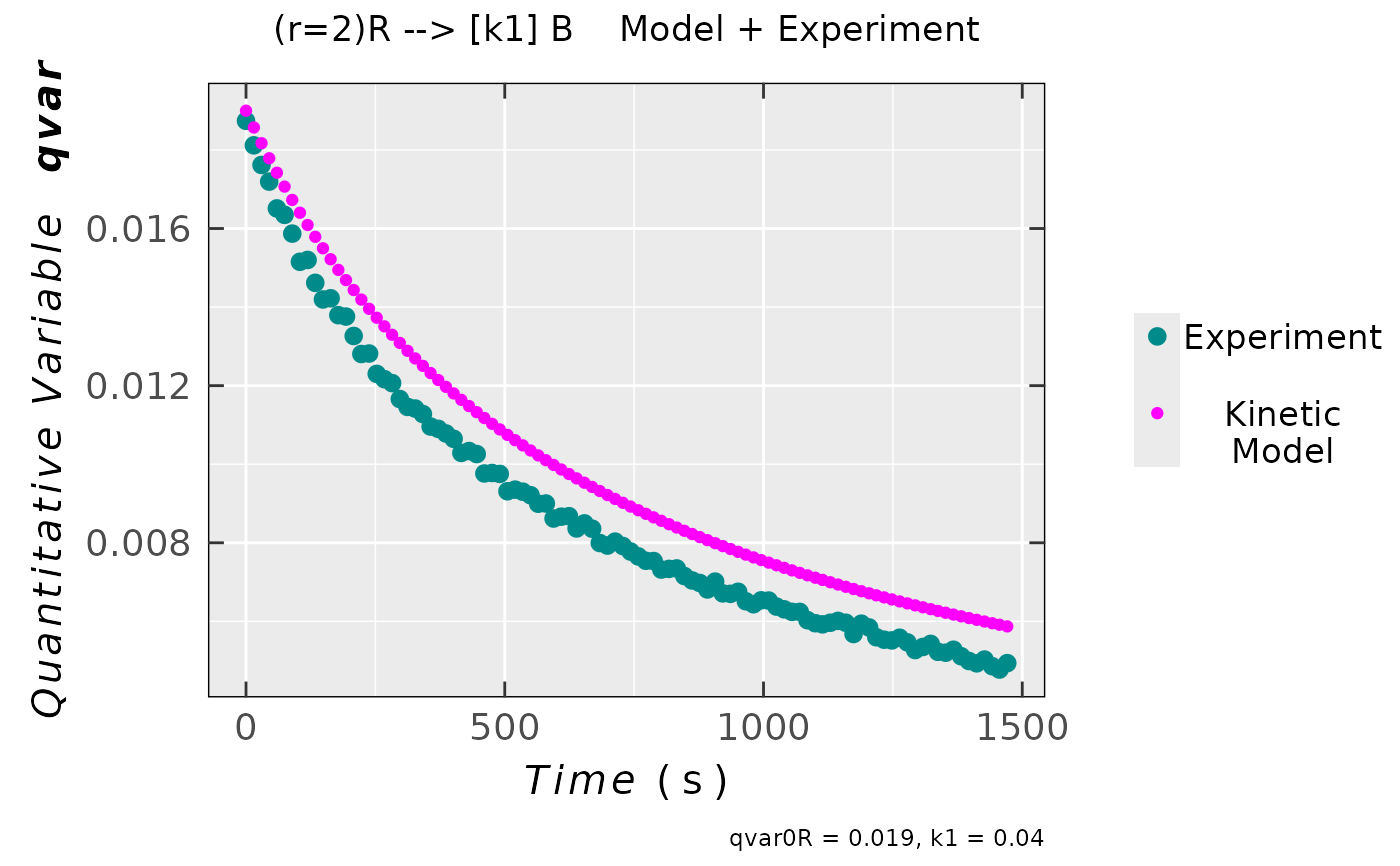 (r=2)R --> [k1] B    Model + Experiment
Quantitative Variable qvar
0.016
0.012
0.008
0
500
1000
1500
Time (s)
Experiment
Kinetic
Model
qvar0R = 0.019, k1 = 0.04